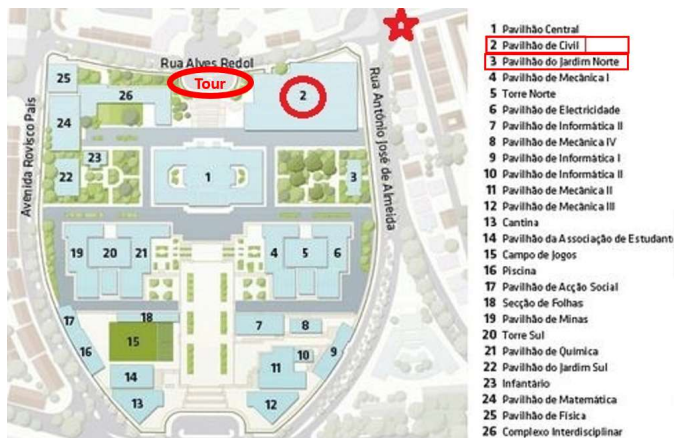 Rua Alves Redol
Tour
Avenida Rovisco Pais
Rua António José de Almeida
25
26
2
24
23
22
1
3
19
20
21
4
5
6
17
18
7
8
16
15
10
9
14
11
13
12
1 Pavilhão Central
2 Pavilhão de Civil
3 Pavilhão do Jardim Norte
4 Pavilhão de Mecânica I
5 Torre Norte
6 Pavilhão de Electricidade
7 Pavilhão de Informática II
8 Pavilhão de Mecânica IV
9 Pavilhão de Informática I
10 Pavilhão de Informática II
11 Pavilhão de Mecânica II
12 Pavilhão de Mecânica III
13 Cantina
14 Pavilhão da Associação de Estudant
15 Campo de Jogos
16 Piscina
17 Pavilhão de Acção Social
18 Secção de Folhas
19 Pavilhão de Minas
20 Torre Sul
21 Pavilhão de Química
22 Pavilhão do Jardim Sul
23 Infantário
24 Pavilhão de Matemática
25 Pavilhão de Física
26 Complexo Interdisciplinar